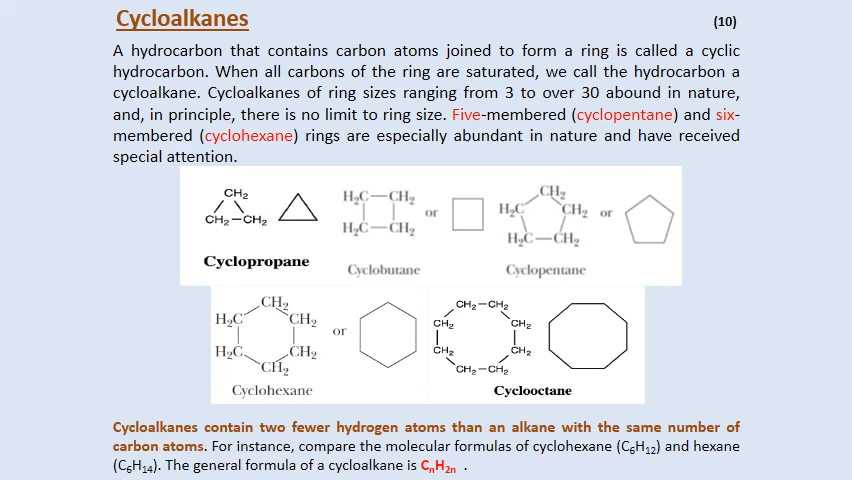 Cycloalkanes (10)
A hydrocarbon that contains carbon atoms joined to form a ring is called a cyclic
hydrocarbon. When all carbons of the ring are saturated, we call the hydrocarbon a
cycloalkane. Cycloalkanes of ring sizes ranging from 3 to over 30 abound in nature,
and, in principle, there is no limit to ring size. Five-membered (cyclopentane) and six-
membered (cyclohexane) rings are especially abundant in nature and have received
special attention.
CH₂
CH₂–CH₂
Cyclopropane
H₂C—CH₂
or
H₂C—CH₂
Cyclobutane
CH₂
H₂C CH₂ or
H₂C—CH₂
Cyclopentane
CH₂
H₂C CH₂
or
H₂C CH₂
CH₂
Cyclohexane
CH₂–CH₂
CH₂ CH₂
CH₂ CH₂
CH₂–CH₂
Cyclooctane
Cycloalkanes contain two fewer hydrogen atoms than an alkane with the same number of
carbon atoms. For instance, compare the molecular formulas of cyclohexane (C₆H₁₂) and hexane
(C₆H₁₄). The general formula of a cycloalkane is CₙH₂ₙ .